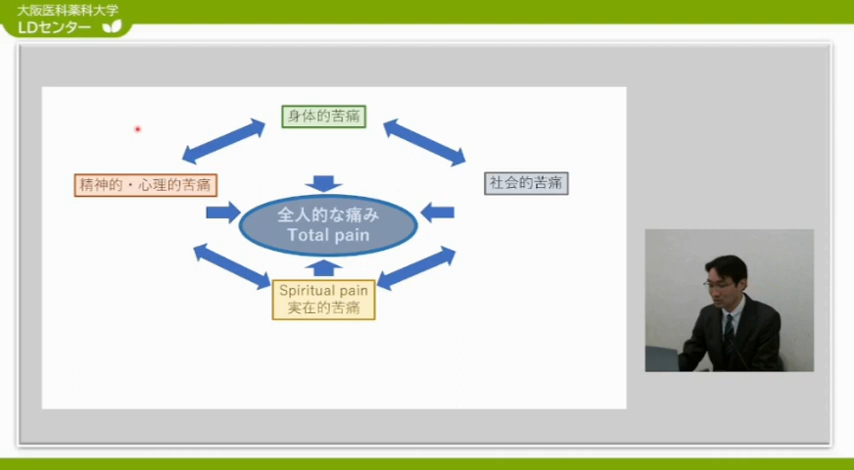 大阪医科薬科大学
LDセンター
身体的苦痛
精神的・心理的苦痛
社会的苦痛
全人的な痛み
Total pain
Spiritual pain
実在的苦痛